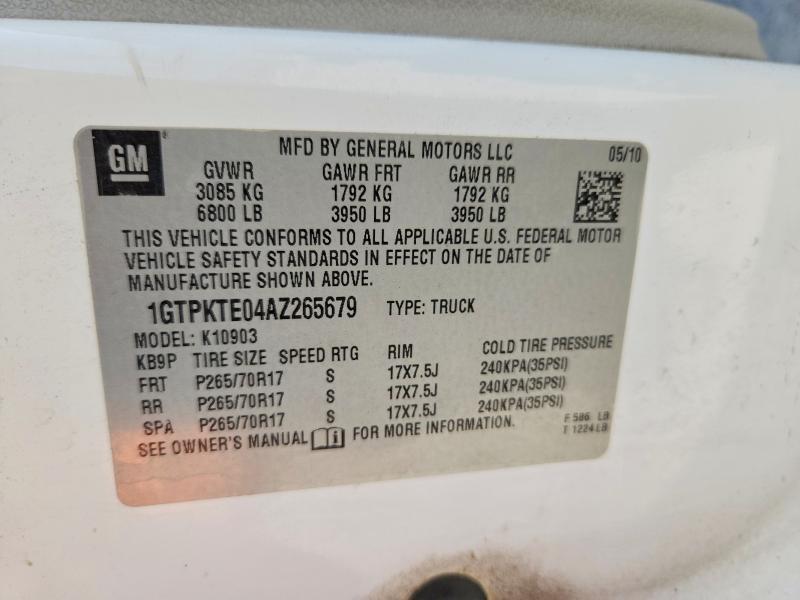 GM
MFD BY GENERAL MOTORS LLC 05/10
GVWR GAWR FRT GAWR RR
3085 KG 1792 KG 1792 KG
6800 LB 3950 LB 3950 LB
THIS VEHICLE CONFORMS TO ALL APPLICABLE U.S. FEDERAL MOTOR
VEHICLE SAFETY STANDARDS IN EFFECT ON THE DATE OF
MANUFACTURE SHOWN ABOVE.
1GTPKTE04AZ265679 TYPE: TRUCK
MODEL: K10903
KB9P TIRE SIZE SPEED RTG RIM COLD TIRE PRESSURE
FRT P265/70R17 S 17X7.5J 240KPA(35PSI)
RR P265/70R17 S 17X7.5J 240KPA(35PSI)
SPA P265/70R17 S 17X7.5J 240KPA(35PSI)
SEE OWNER'S MANUAL i FOR MORE INFORMATION.
F 586 LB
T 1224 LB